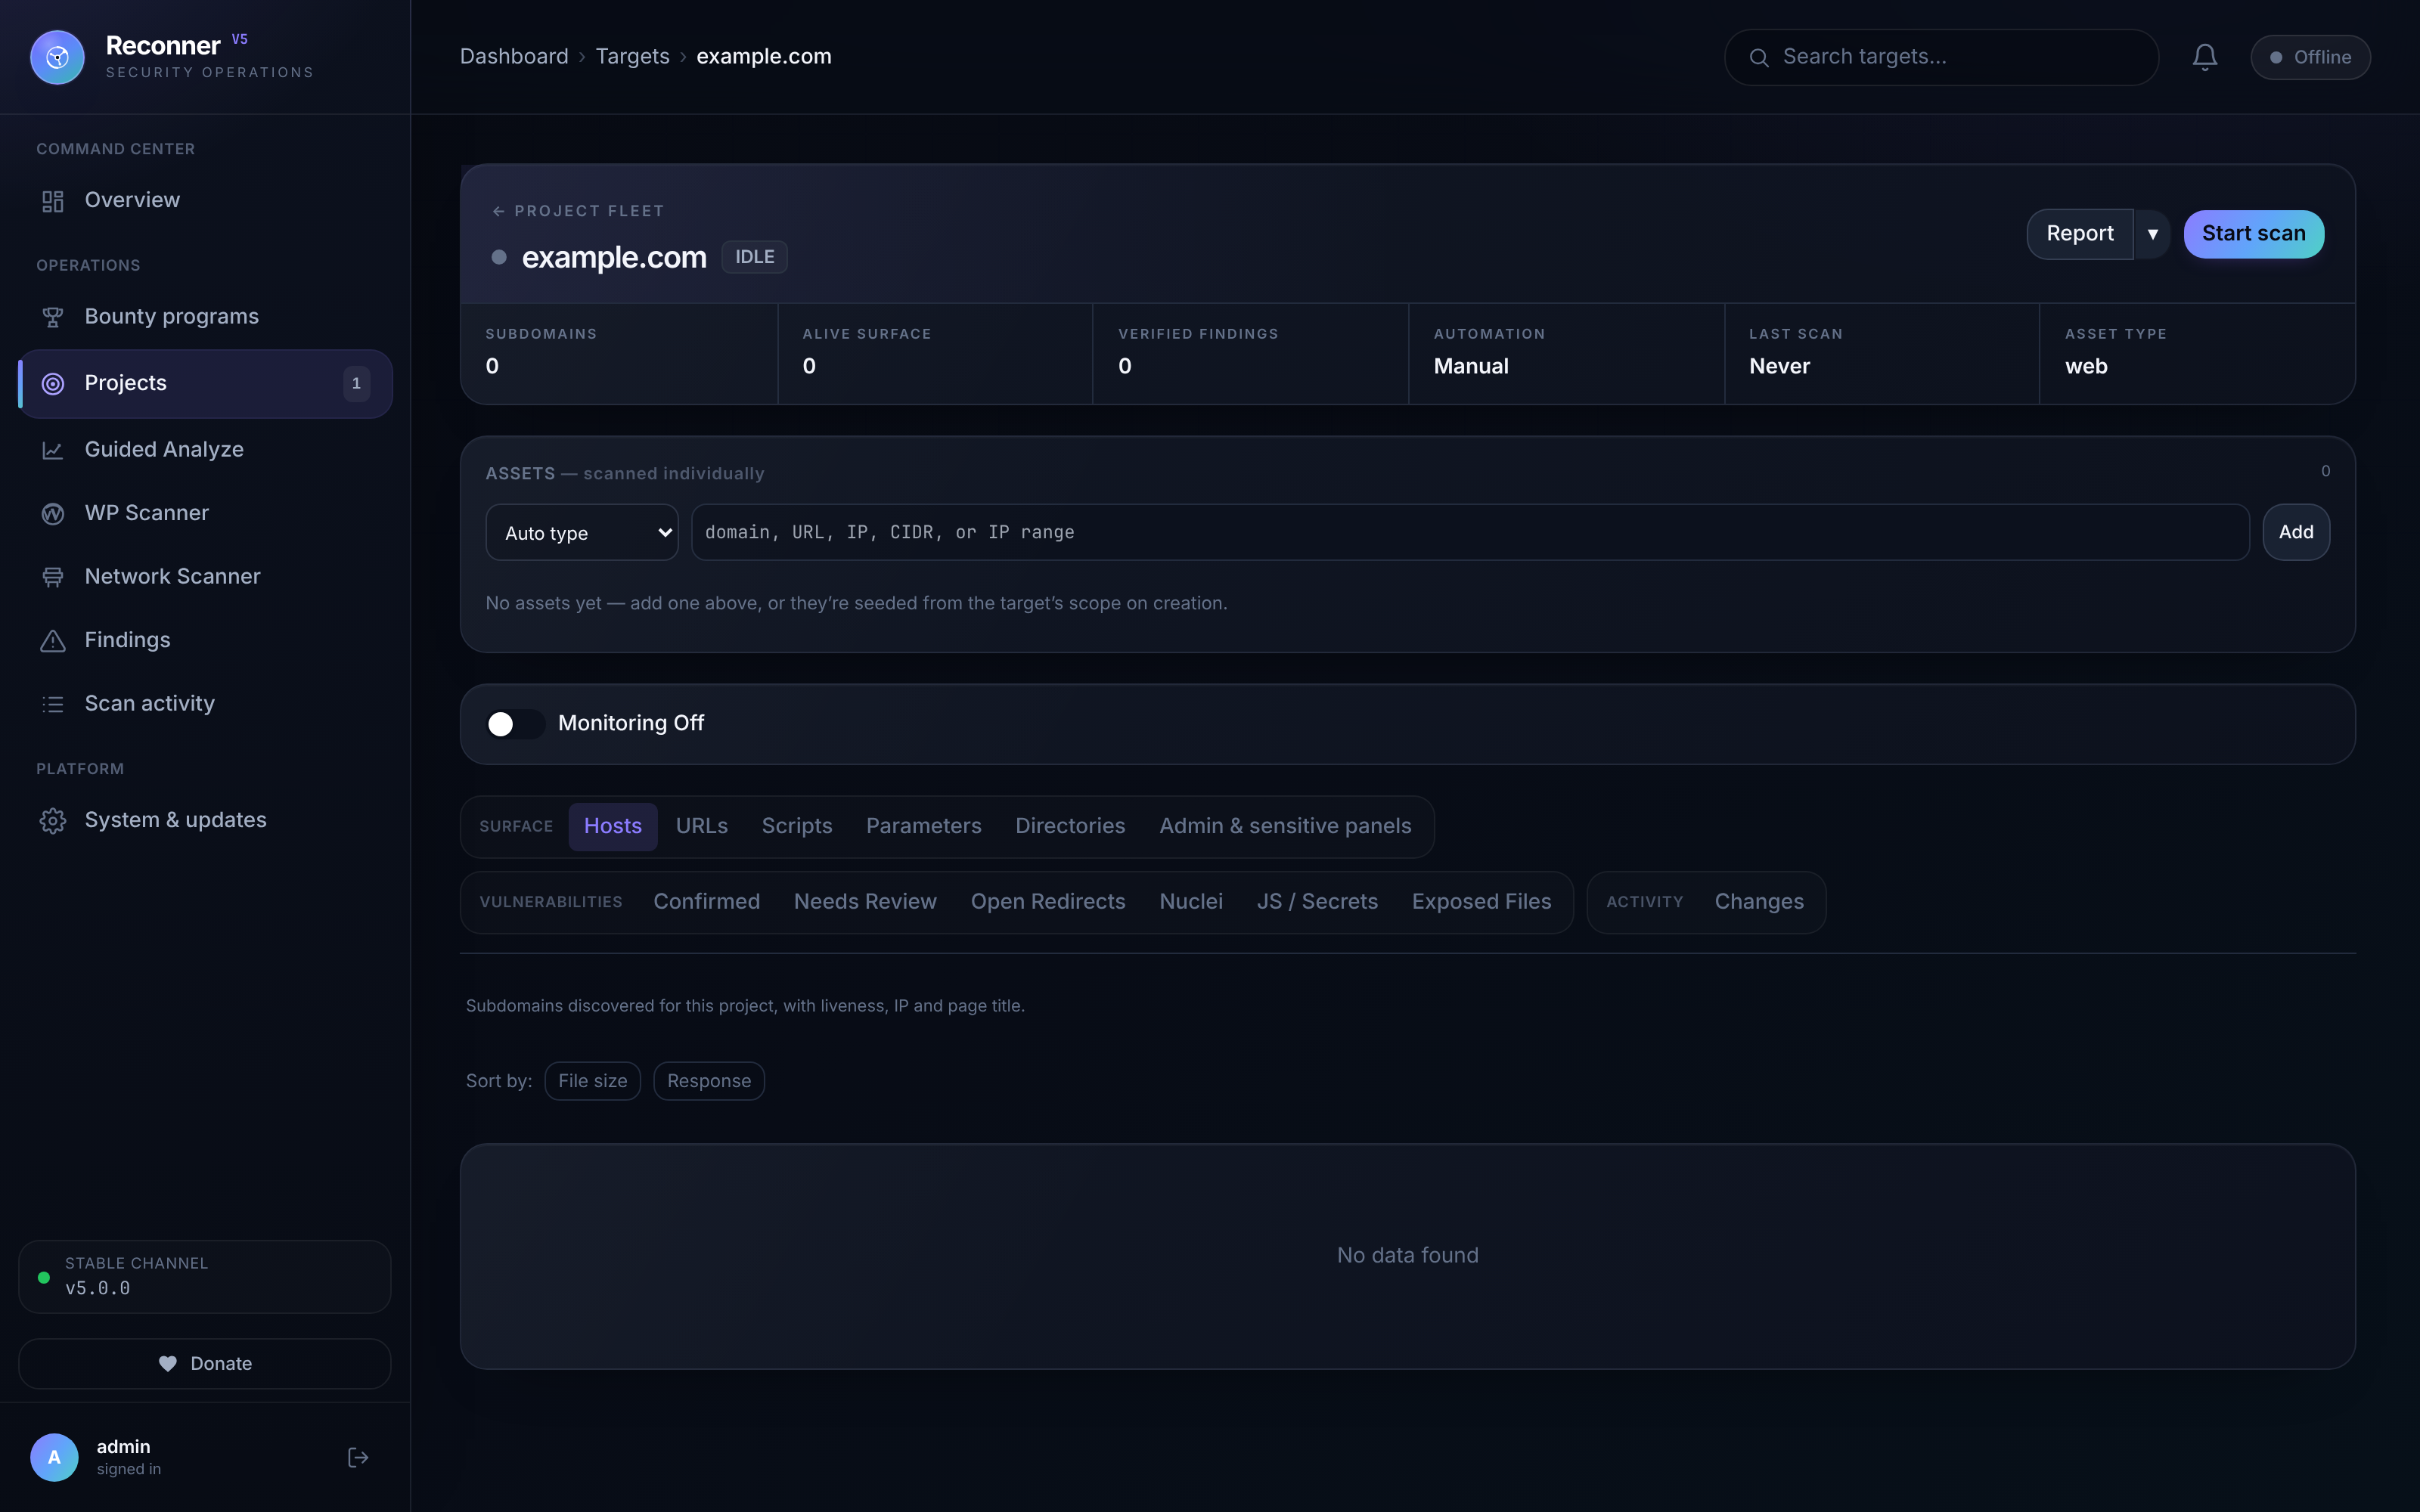 Reconner V5
SECURITY OPERATIONS
Dashboard › Targets › example.com
Search targets...
Offline
COMMAND CENTER
Overview
OPERATIONS
Bounty programs
Projects 1
Guided Analyze
WP Scanner
Network Scanner
Findings
Scan activity
PLATFORM
System & updates
STABLE CHANNEL
v5.0.0
Donate
A
admin
signed in
← PROJECT FLEET
example.com IDLE
Report ▼ Start scan
SUBDOMAINS
0
ALIVE SURFACE
0
VERIFIED FINDINGS
0
AUTOMATION
Manual
LAST SCAN
Never
ASSET TYPE
web
ASSETS — scanned individually 0
Auto type
domain, URL, IP, CIDR, or IP range
Add
No assets yet — add one above, or they’re seeded from the target’s scope on creation.
Monitoring Off
SURFACE Hosts URLs Scripts Parameters Directories Admin & sensitive panels
VULNERABILITIES Confirmed Needs Review Open Redirects Nuclei JS / Secrets Exposed Files ACTIVITY Changes
Subdomains discovered for this project, with liveness, IP and page title.
Sort by: File size Response
No data found